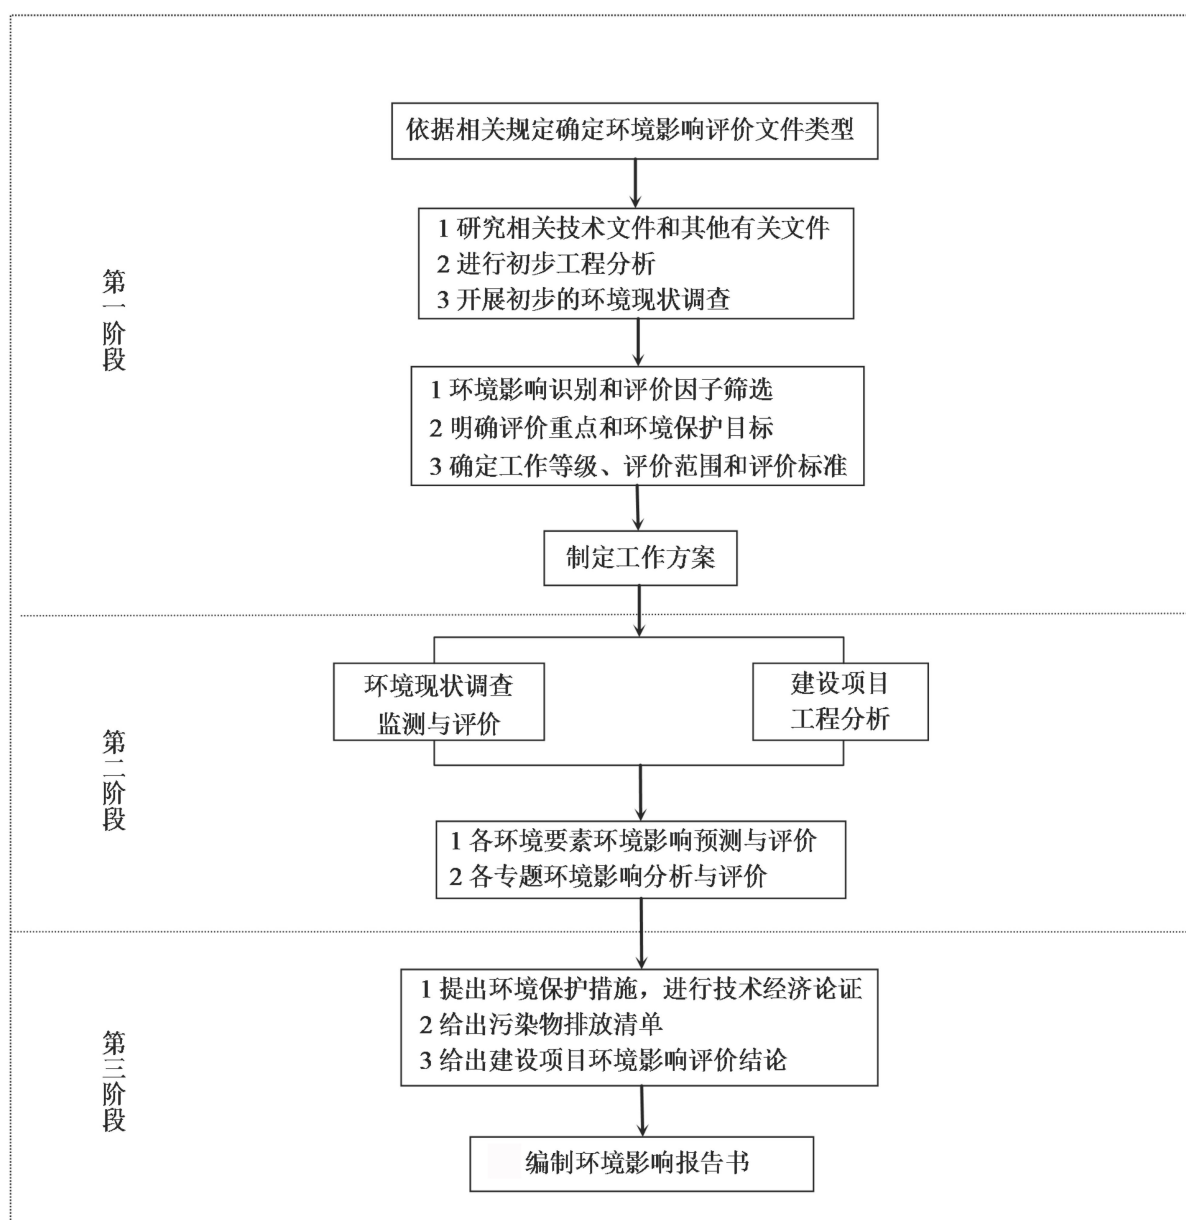 依据相关规定确定环境影响评价文件类型
1 研究相关技术文件和其他有关文件
2 进行初步工程分析
3 开展初步的环境现状调查
第一阶段
1 环境影响识别和评价因子筛选
2 明确评价重点和环境保护目标
3 确定工作等级、评价范围和评价标准
制定工作方案
环境现状调查
监测与评价
建设项目
工程分析
第二阶段
1 各环境要素环境影响预测与评价
2 各专题环境影响分析与评价
1 提出环境保护措施，进行技术经济论证
2 给出污染物排放清单
3 给出建设项目环境影响评价结论
第三阶段
编制环境影响报告书